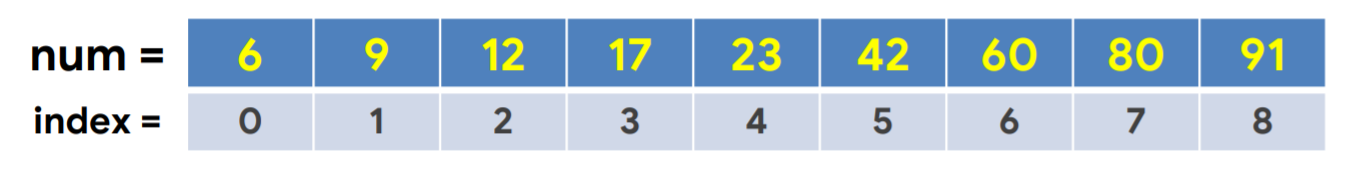 num = 6 9 12 17 23 42 60 80 91
index = 0 1 2 3 4 5 6 7 8